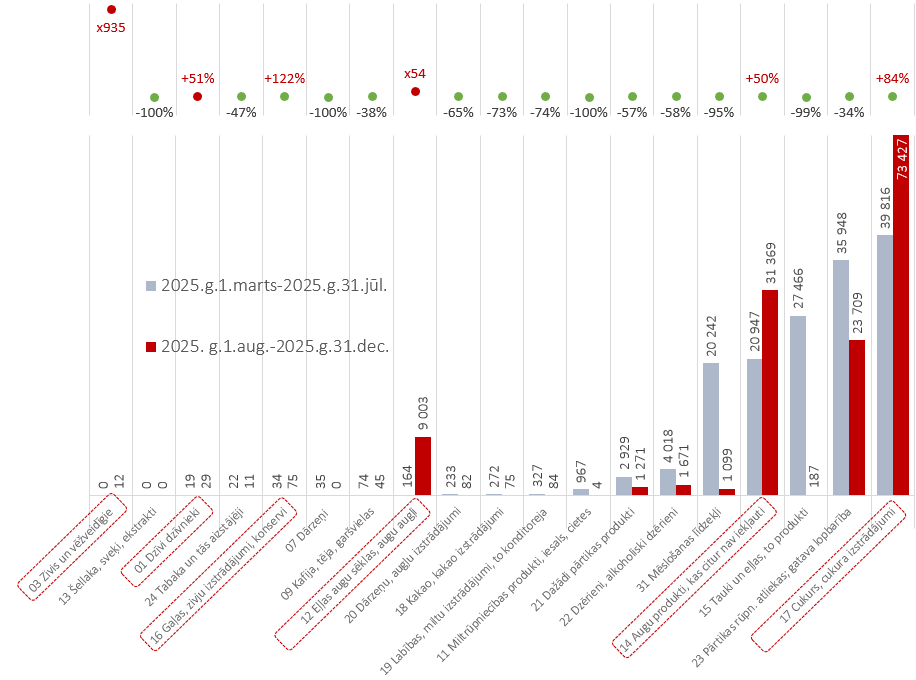 x935
+51%
+122%
x54
+50%
+84%
-100%
-47%
-100%
-38%
-65%
-73%
-74%
-100%
-57%
-58%
-95%
-99%
-34%
2025.g.1.marts-2025.g.31.jūl.
2025. g.1.aug.-2025.g.31.dec.
0
12
0
0
19
29
22
11
34
75
35
0
74
45
164
9 003
233
82
272
75
327
84
967
4
2 929
1 271
4 018
1 671
20 242
1 099
20 947
31 369
27 466
187
35 948
23 709
39 816
73 427
03 Zivis un vēžveidīgie
13 Šellaka, sveķi, ekstrakti
01 Dzīvi dzīvnieki
24 Tabaka un tās aizstājēji
16 Gaļas, zivju izstrādājumi, konservi
07 Dārzeņi
09 Kafija, tēja, garšvielas
12 Eļļas augu sēklas, augu augļi
20 Dārzeņu, augļu izstrādājumi
18 Kakao, kakao izstrādājumi
19 Labības, miltu izstrādājumi, to konditoreja
11 Miltrūpniecības produkti, iesals, cietes
21 Dažādi pārtikas produkti
22 Dzērieni, alkoholiski dzērieni
31 Mēslošanas līdzekļi
14 Augu produkti, kas citur nav iekļauti
15 Tauki un eļļas, to produkti
23 Pārtikas rūpn. atliekas, gatava lopbarība
17 Cukurs, cukura izstrādājumi